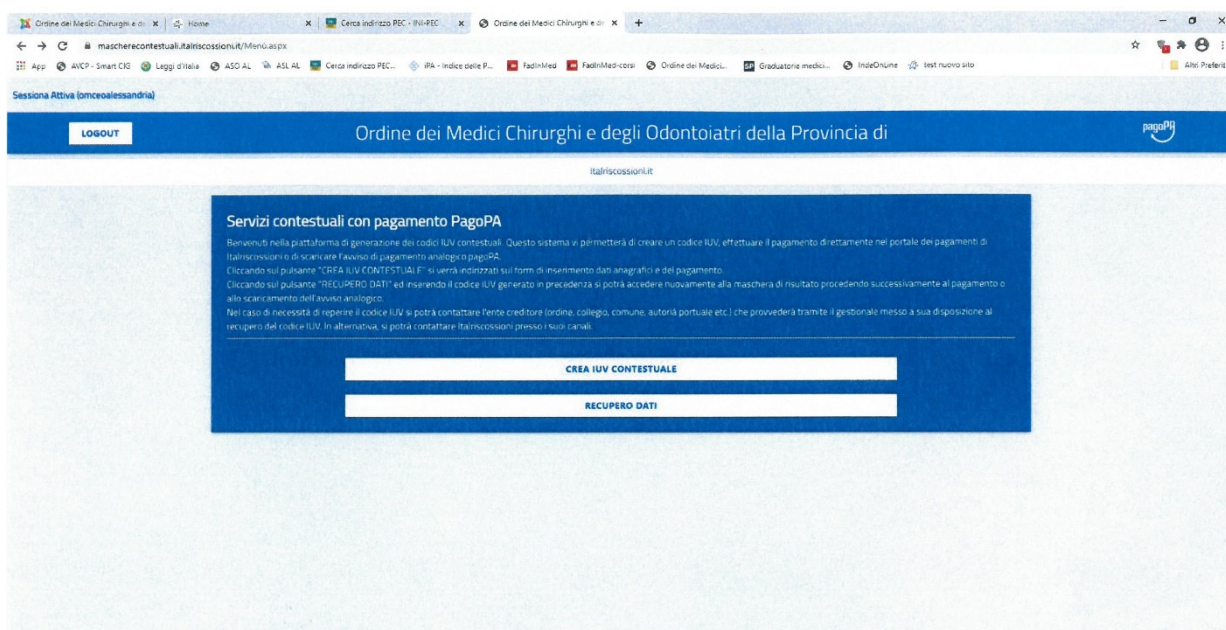 Ordine dei Medici Chirurghi e de
Home
Cerca indirizzo PEC - INI-PEC
Ordine dei Medici Chirurghi e de
mascherecontestuali.italriscossioni.it/Menù.aspx
App AVCP - Smart CIG Leggi d'Italia ASO AL ASL AL Cerca indirizzo PEC... iPA - Indice delle P... FadInMed FadInMed-corsi Ordine dei Medici... Graduatorie medici... IndeOnLine test nuovo sito Altri Preferit
Sessiona Attiva (omceoalessandria)
LOGOUT
Ordine dei Medici Chirurghi e degli Odontoiatri della Provincia di
pagoPA
Italriscossioni.it
Servizi contestuali con pagamento PagoPA
Benvenuti nella piattaforma di generazione dei codici IUV contestuali. Questo sistema vi permetterà di creare un codice IUV, effettuare il pagamento direttamente nel portale dei pagamenti di
Italriscossioni o di scaricare l'avviso di pagamento analogico pagoPA.
Cliccando sul pulsante "CREA IUV CONTESTUALE" si verrà indirizzati sul form di inserimento dati anagrafici e del pagamento.
Cliccando sul pulsante "RECUPERO DATI" ed inserendo il codice IUV generato in precedenza si potrà accedere nuovamente alla maschera di risultato procedendo successivamente al pagamento o
allo scaricamento dell'avviso analogico.
Nel caso di necessità di reperire il codice IUV si potrà contattare l'ente creditore (ordine, collegio, comune, autorià portuale etc.) che provvederà tramite il gestionale messo a sua disposizione al
recupero del codice IUV. In alternativa, si potrà contattare Italriscossioni presso i suoi canali.
CREA IUV CONTESTUALE
RECUPERO DATI